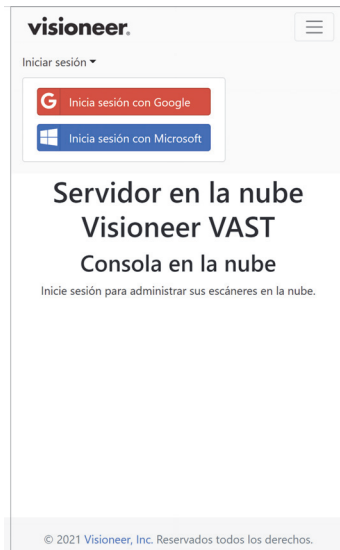 visioneer.
Iniciar sesión
G Inicia sesión con Google
Inicia sesión con Microsoft
Servidor en la nube
Visioneer VAST
Consola en la nube
Inicie sesión para administrar sus escáneres en la nube.
© 2021 Visioneer, Inc. Reservados todos los derechos.